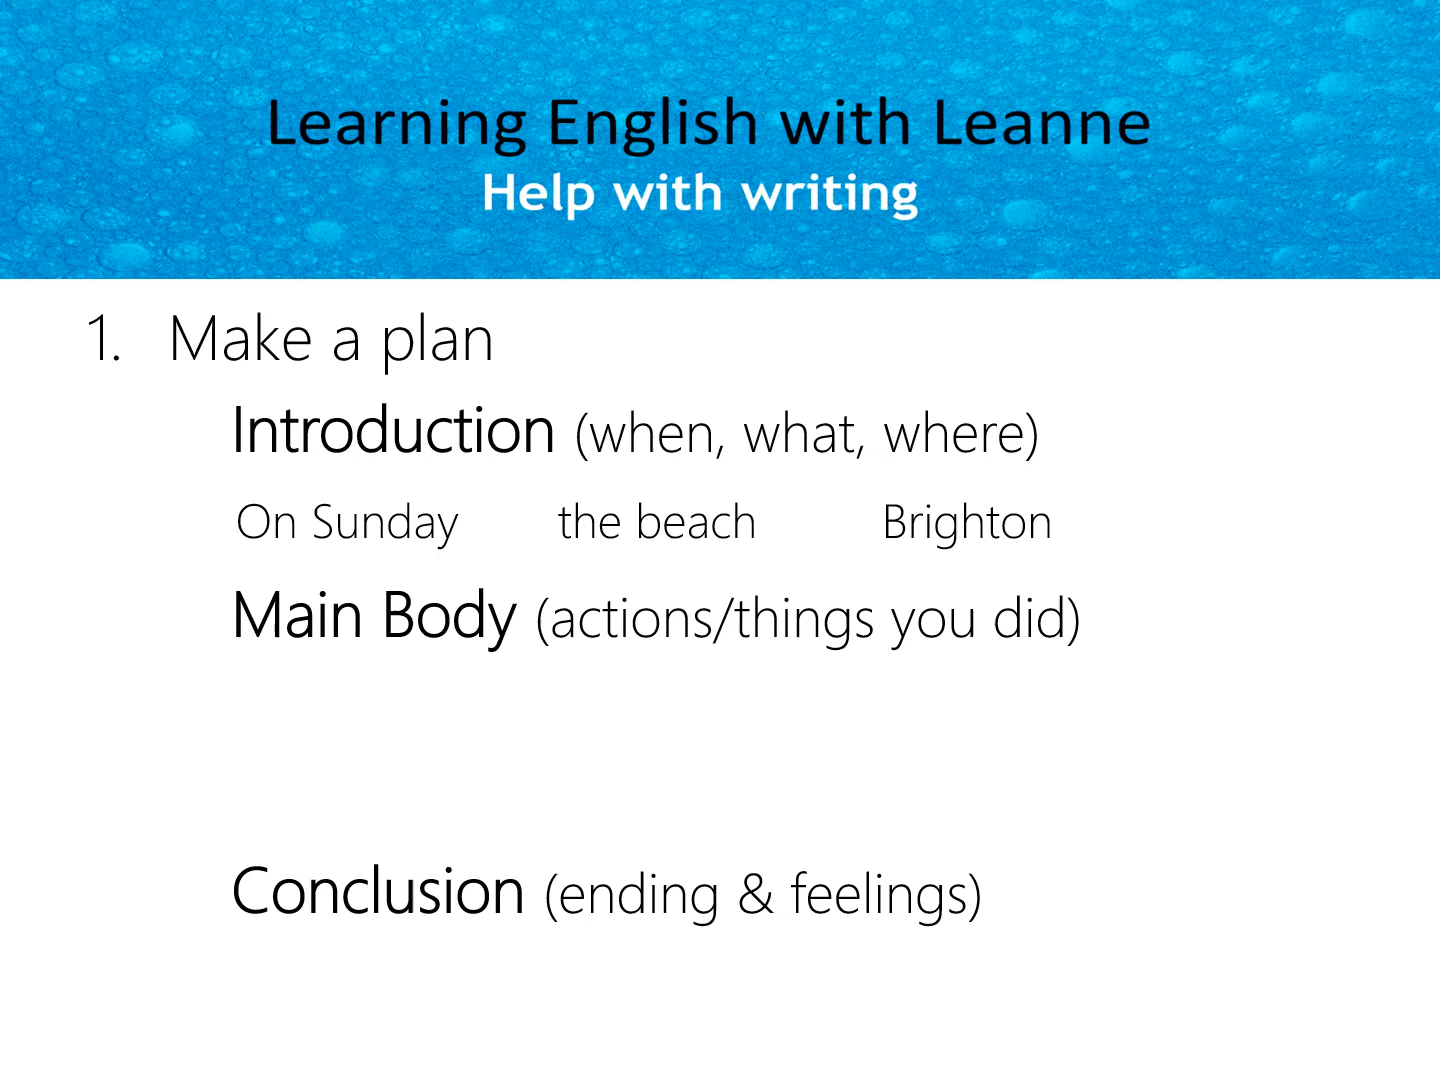 Learning English with Leanne
Help with writing
1. Make a plan
Introduction (when, what, where)
On Sunday the beach Brighton
Main Body (actions/things you did)
Conclusion (ending & feelings)